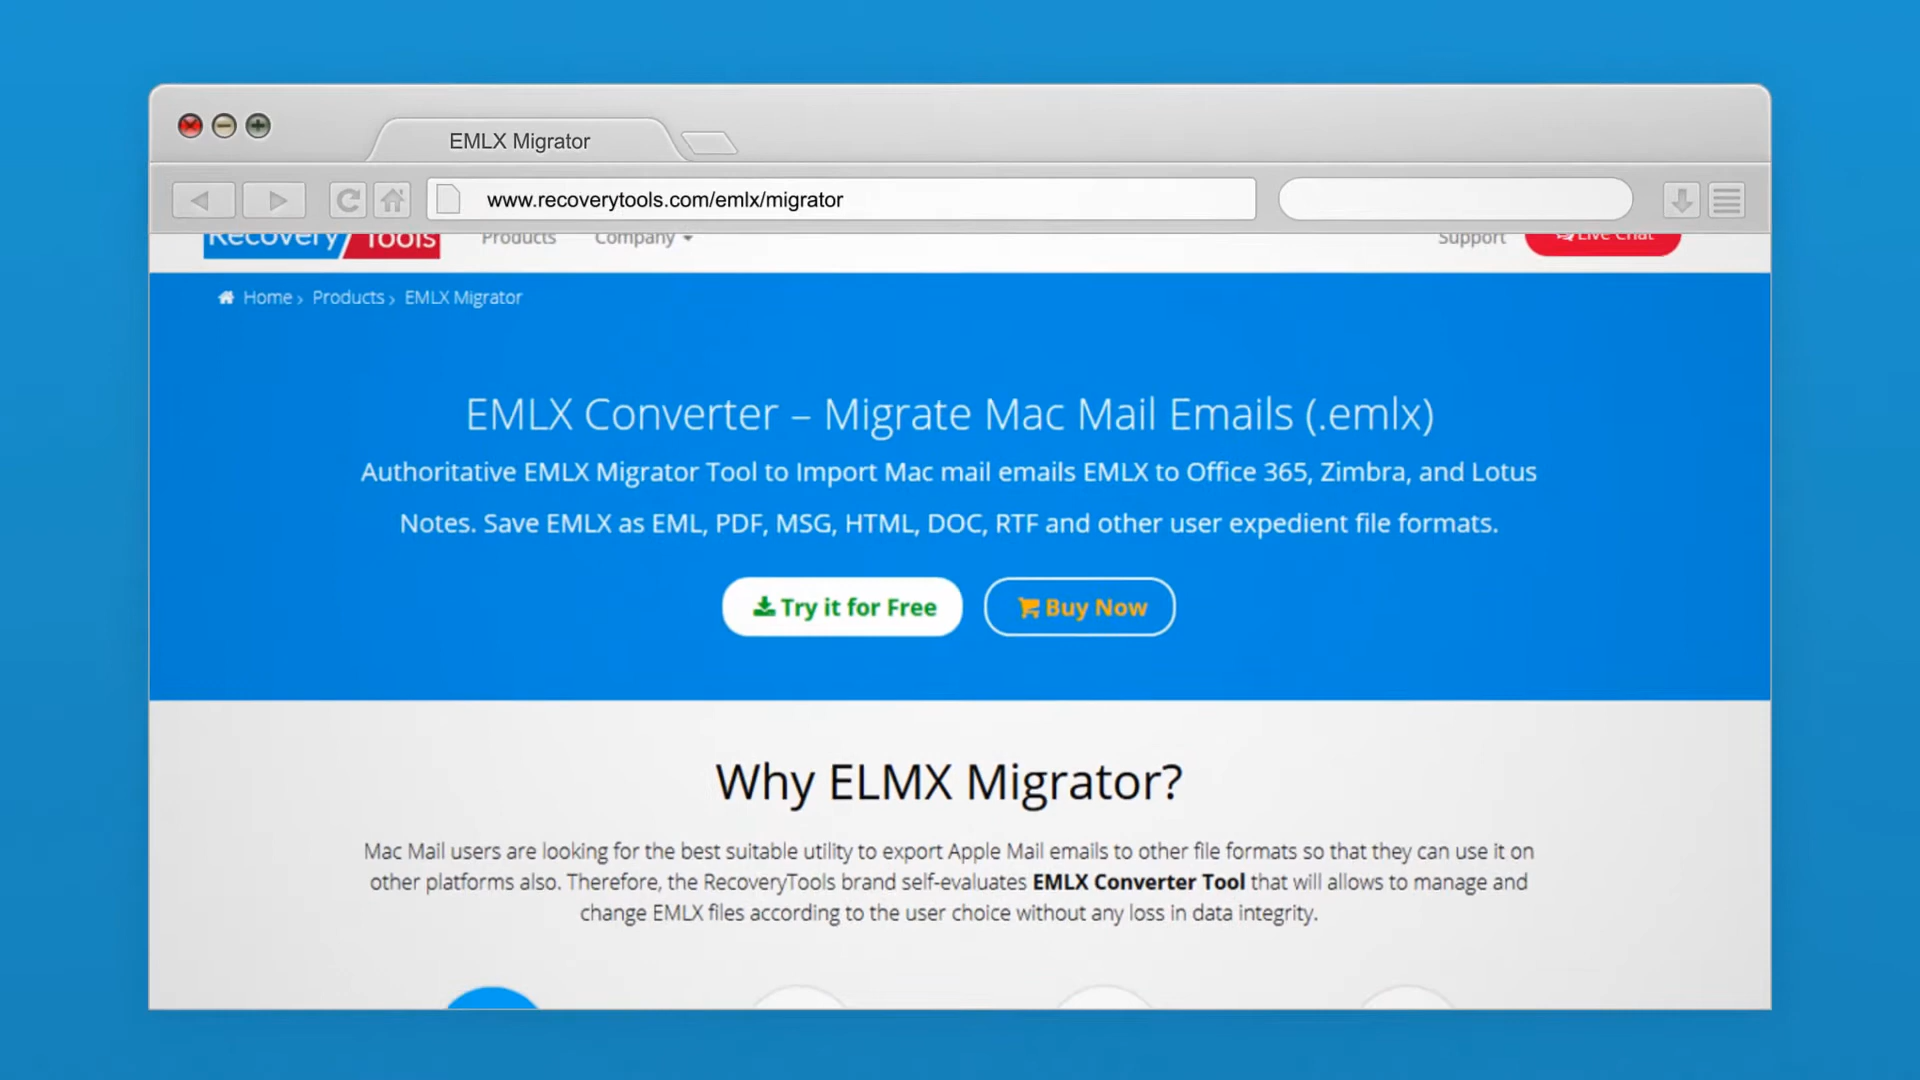 EMLX Migrator
www.recoverytools.com/emlx/migrator
Recovery Tools Products Company Support Live Chat
Home › Products › EMLX Migrator
EMLX Converter – Migrate Mac Mail Emails (.emlx)
Authoritative EMLX Migrator Tool to Import Mac mail emails EMLX to Office 365, Zimbra, and Lotus
Notes. Save EMLX as EML, PDF, MSG, HTML, DOC, RTF and other user expedient file formats.
Try it for Free Buy Now
Why ELMX Migrator?
Mac Mail users are looking for the best suitable utility to export Apple Mail emails to other file formats so that they can use it on
other platforms also. Therefore, the RecoveryTools brand self-evaluates EMLX Converter Tool that will allows to manage and
change EMLX files according to the user choice without any loss in data integrity.